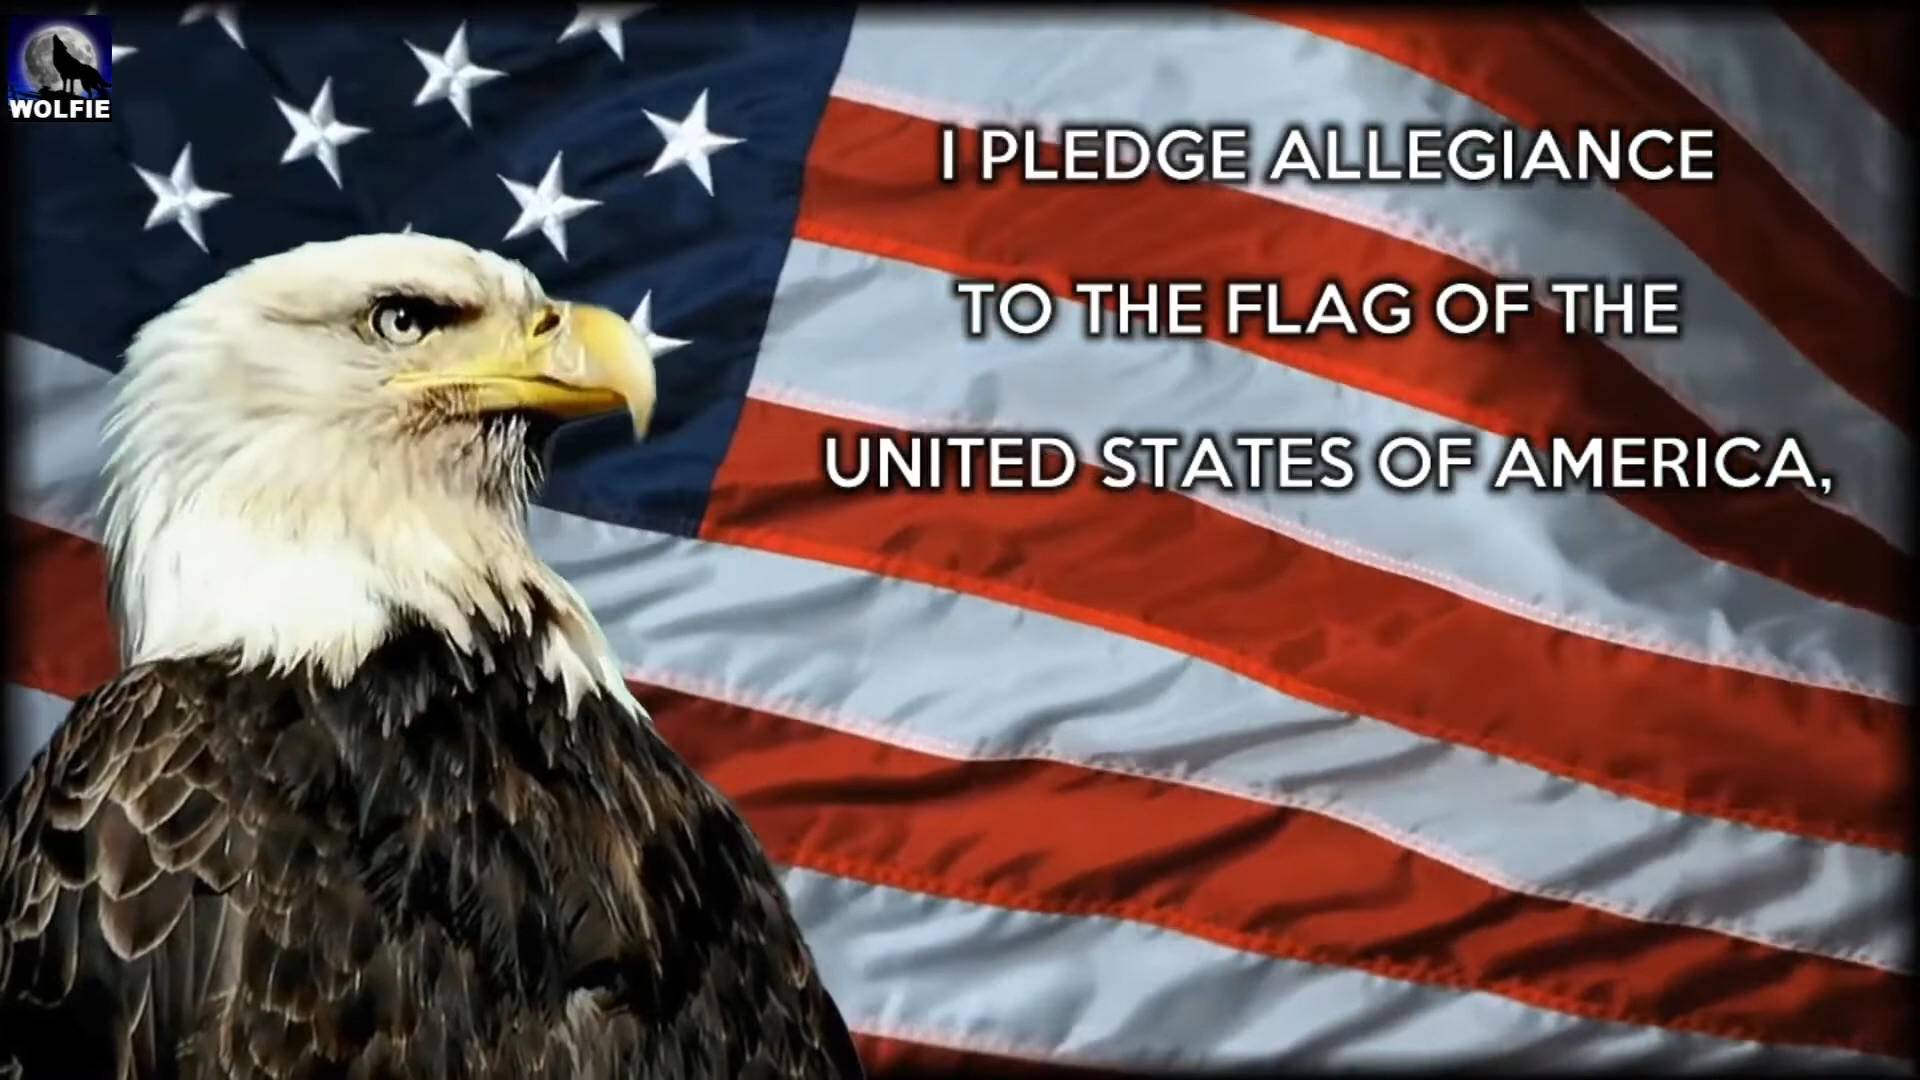 WOLFIE
I PLEDGE ALLEGIANCE
TO THE FLAG OF THE
UNITED STATES OF AMERICA,